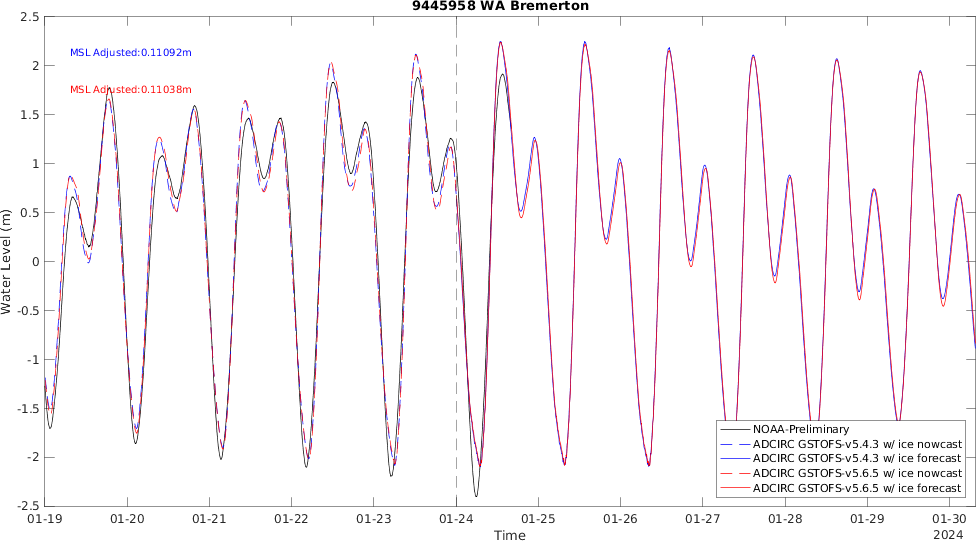 9445958 WA Bremerton
2.5
2
1.5
1
0.5
0
-0.5
-1
-1.5
-2
-2.5
Water Level (m)
MSL Adjusted:0.11092m
MSL Adjusted:0.11038m
NOAA-Preliminary
ADCIRC GSTOFS-v5.4.3 w/ ice nowcast
ADCIRC GSTOFS-v5.4.3 w/ ice forecast
ADCIRC GSTOFS-v5.6.5 w/ ice nowcast
ADCIRC GSTOFS-v5.6.5 w/ ice forecast
01-19 01-20 01-21 01-22 01-23 01-24 01-25 01-26 01-27 01-28 01-29 01-30
Time
2024